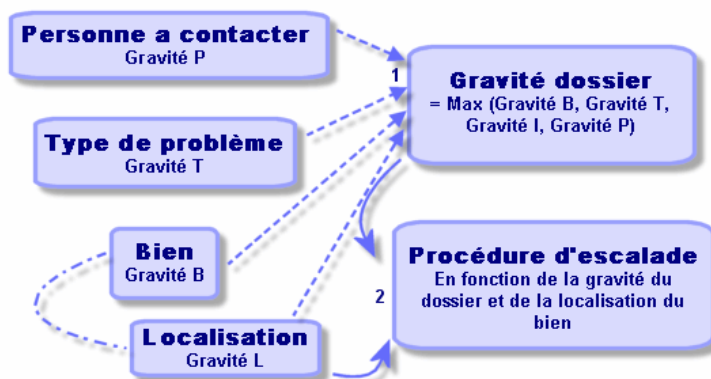 Personne a contacter
Gravité P
1
Gravité dossier
= Max (Gravité B, Gravité T,
Gravité I, Gravité P)
Type de problème
Gravité T
Bien
Gravité B
Procédure d'escalade
En fonction de la gravité du
dossier et de la localisation du
bien
2
Localisation
Gravité L